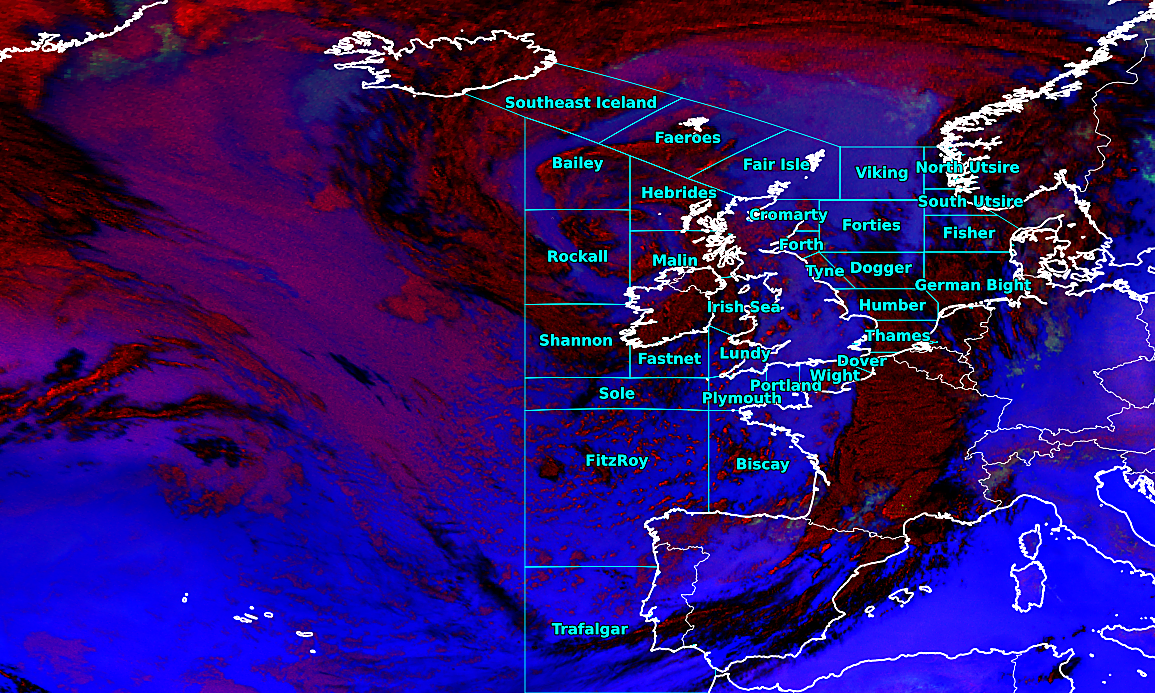 Southeast Iceland
Faeroes
Bailey
Fair Isle
Viking
North Utsire
Hebrides
South Utsire
Cromarty
Forties
Fisher
Forth
Rockall
Malin
Tyne
Dogger
German Bight
Irish Sea
Humber
Shannon
Thames
Fastnet
Lundy
Dover
Wight
Portland
Sole
Plymouth
FitzRoy
Biscay
Trafalgar